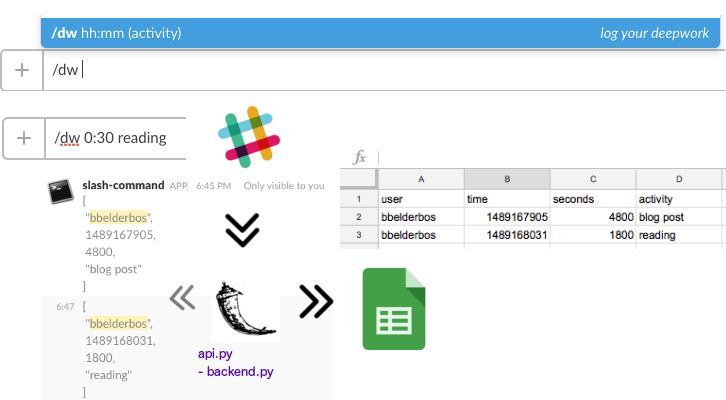 /dw hh:mm (activity) log your deepwork
+ /dw
+ /dw 0:30 reading
slash-command APP 6:45 PM Only visible to you
[
"bbelderbos",
1489167905,
4800,
"blog post"
]
6:47 [
"bbelderbos",
1489168031,
1800,
"reading"
]
api.py
- backend.py
fx
A B C D
1 user time seconds activity
2 bbelderbos 1489167905 4800 blog post
3 bbelderbos 1489168031 1800 reading